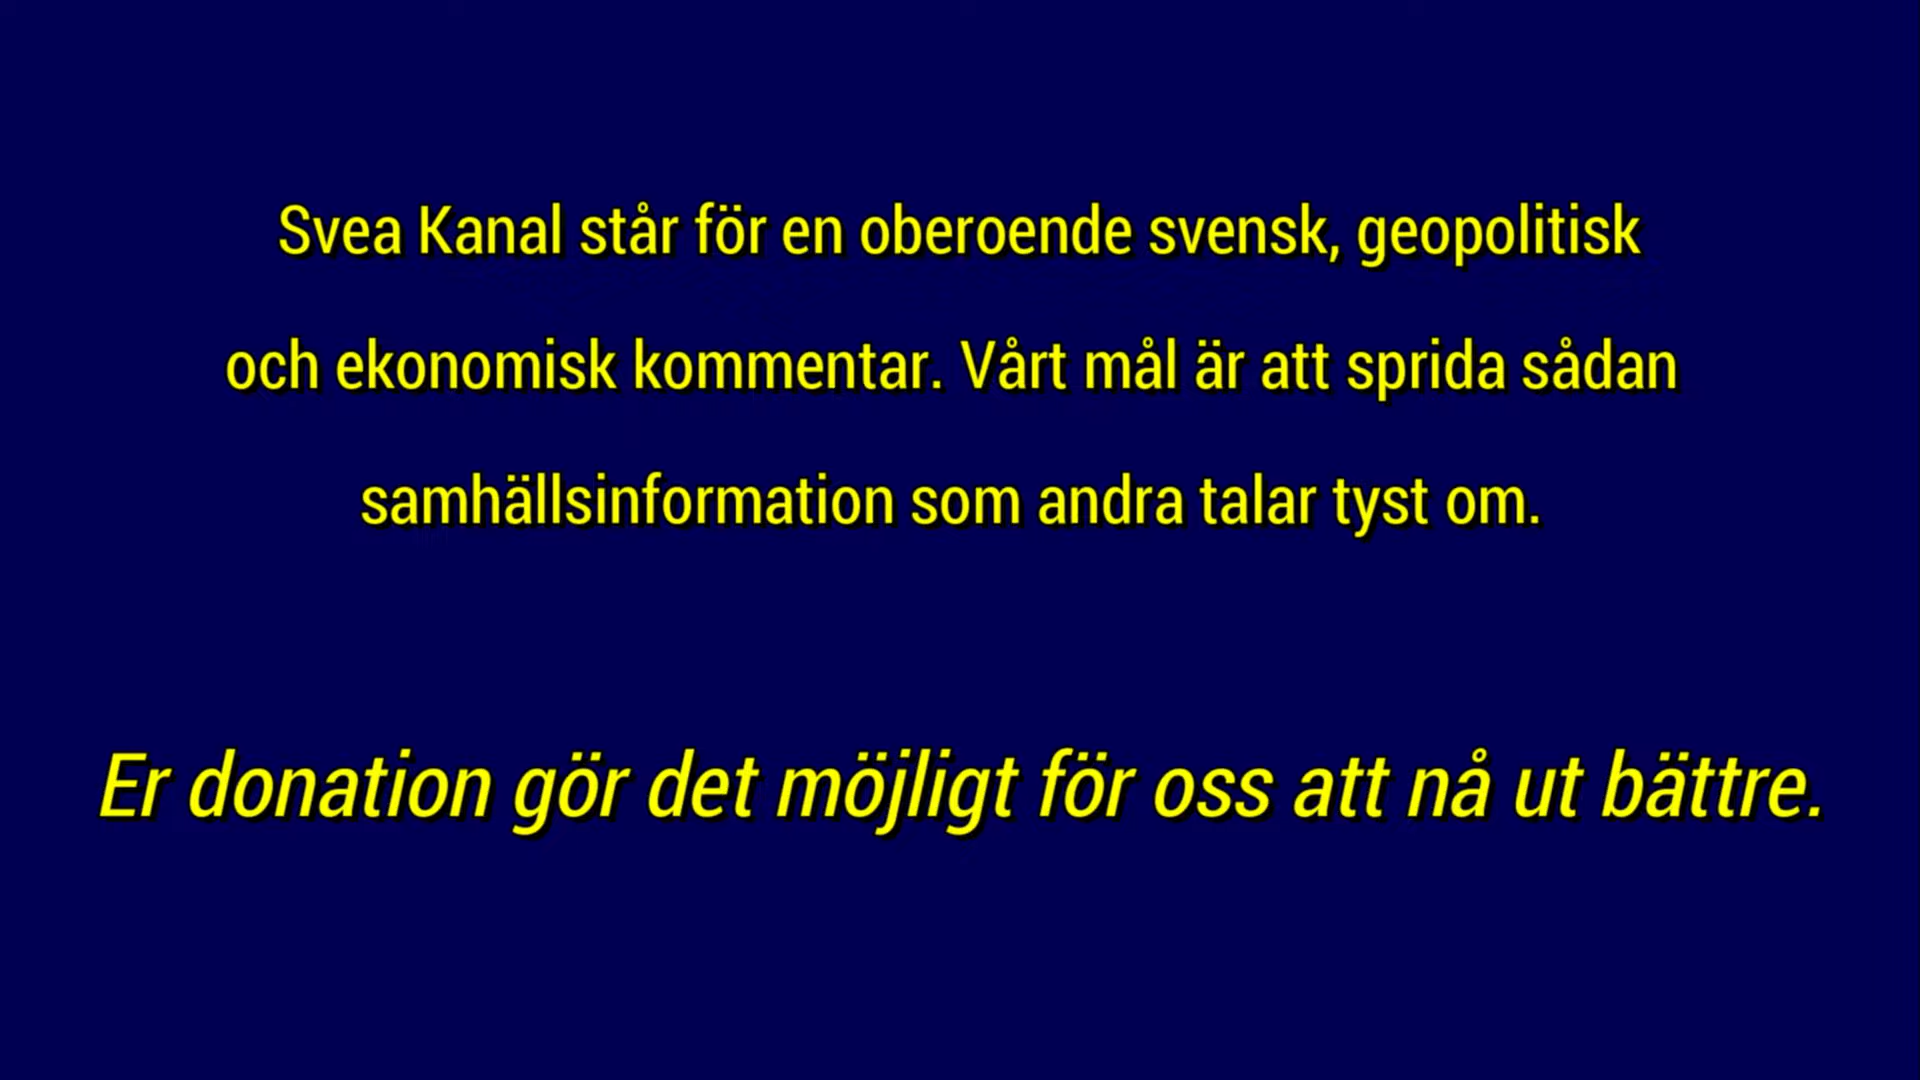 Svea Kanal står för en oberoende svensk, geopolitisk
och ekonomisk kommentar. Vårt mål är att sprida sådan
samhällsinformation som andra talar tyst om.
Er donation gör det möjligt för oss att nå ut bättre.